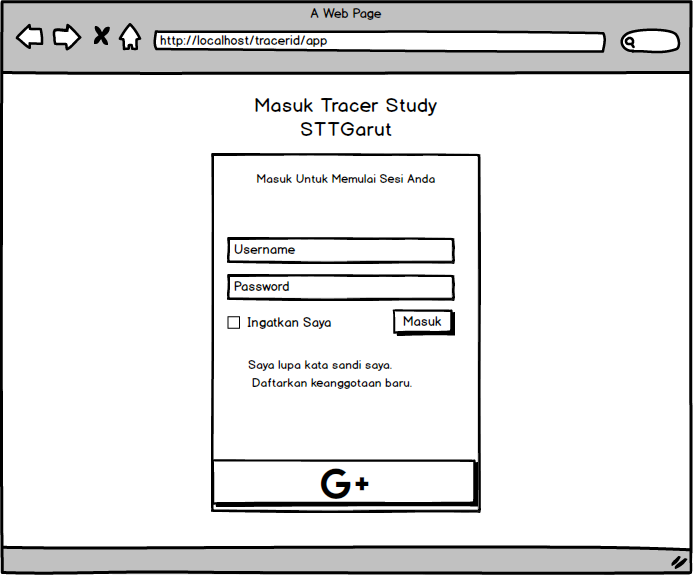 A Web Page
http://localhost/tracerid/app
Masuk Tracer Study
STTGarut
Masuk Untuk Memulai Sesi Anda
Username
Password
Ingatkan Saya
Masuk
Saya lupa kata sandi saya.
Daftarkan keanggotaan baru.
G+